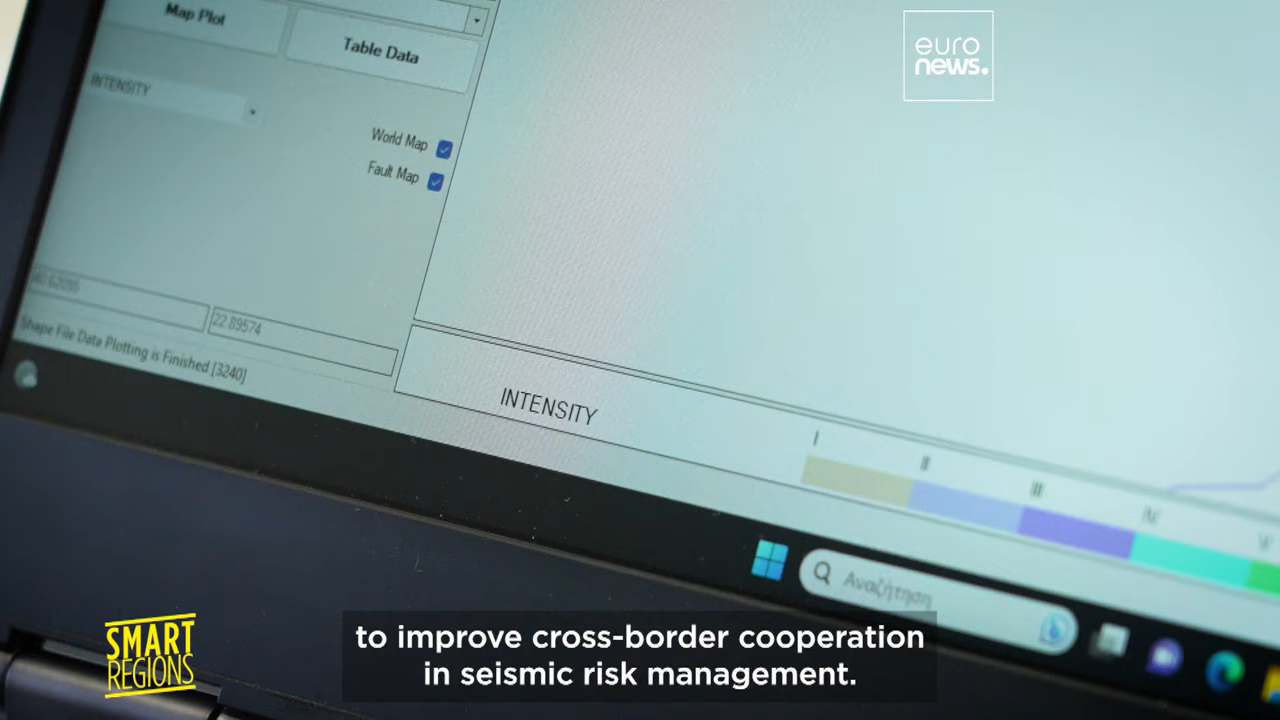 Map Plot
Table Data
INTENSITY
World Map
Fault Map
22.89574
Shape File Data Plotting is Finished [3240]
INTENSITY
I
II
III
IV
V
Αναζήτηση
euro
news.
SMART
REGIONS
to improve cross-border cooperation
in seismic risk management.